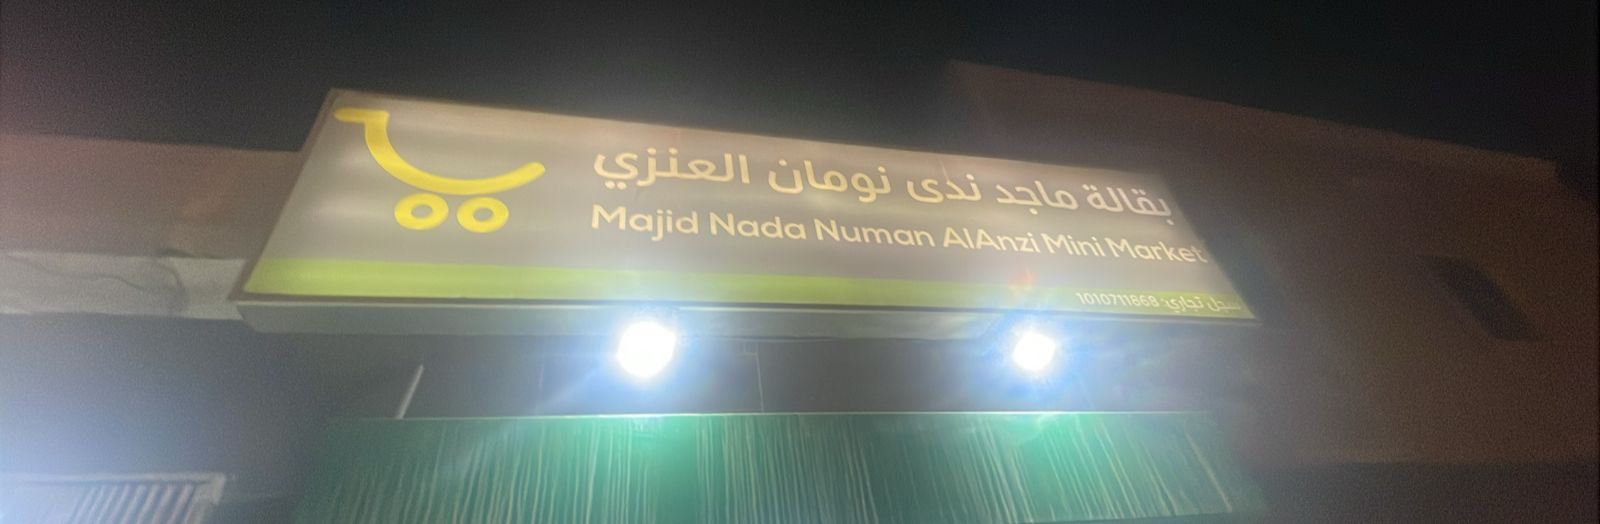 بقالة ماجد ندى نومان العنزي
Majid Nada Numan AlAnzi Mini Market
سجل تجاري: 1010711868